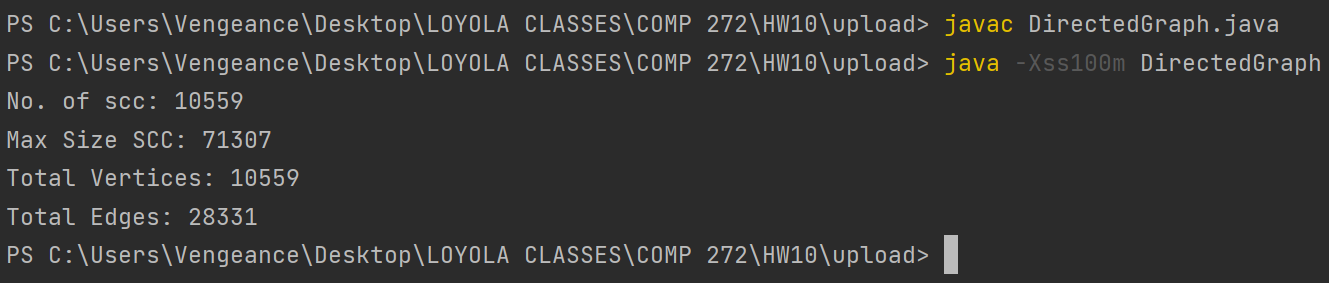 PS C:\Users\Vengeance\Desktop\LOYOLA CLASSES\COMP 272\HW10\upload> javac DirectedGraph.java
PS C:\Users\Vengeance\Desktop\LOYOLA CLASSES\COMP 272\HW10\upload> java -Xss100m DirectedGraph
No. of scc: 10559
Max Size SCC: 71307
Total Vertices: 10559
Total Edges: 28331
PS C:\Users\Vengeance\Desktop\LOYOLA CLASSES\COMP 272\HW10\upload>